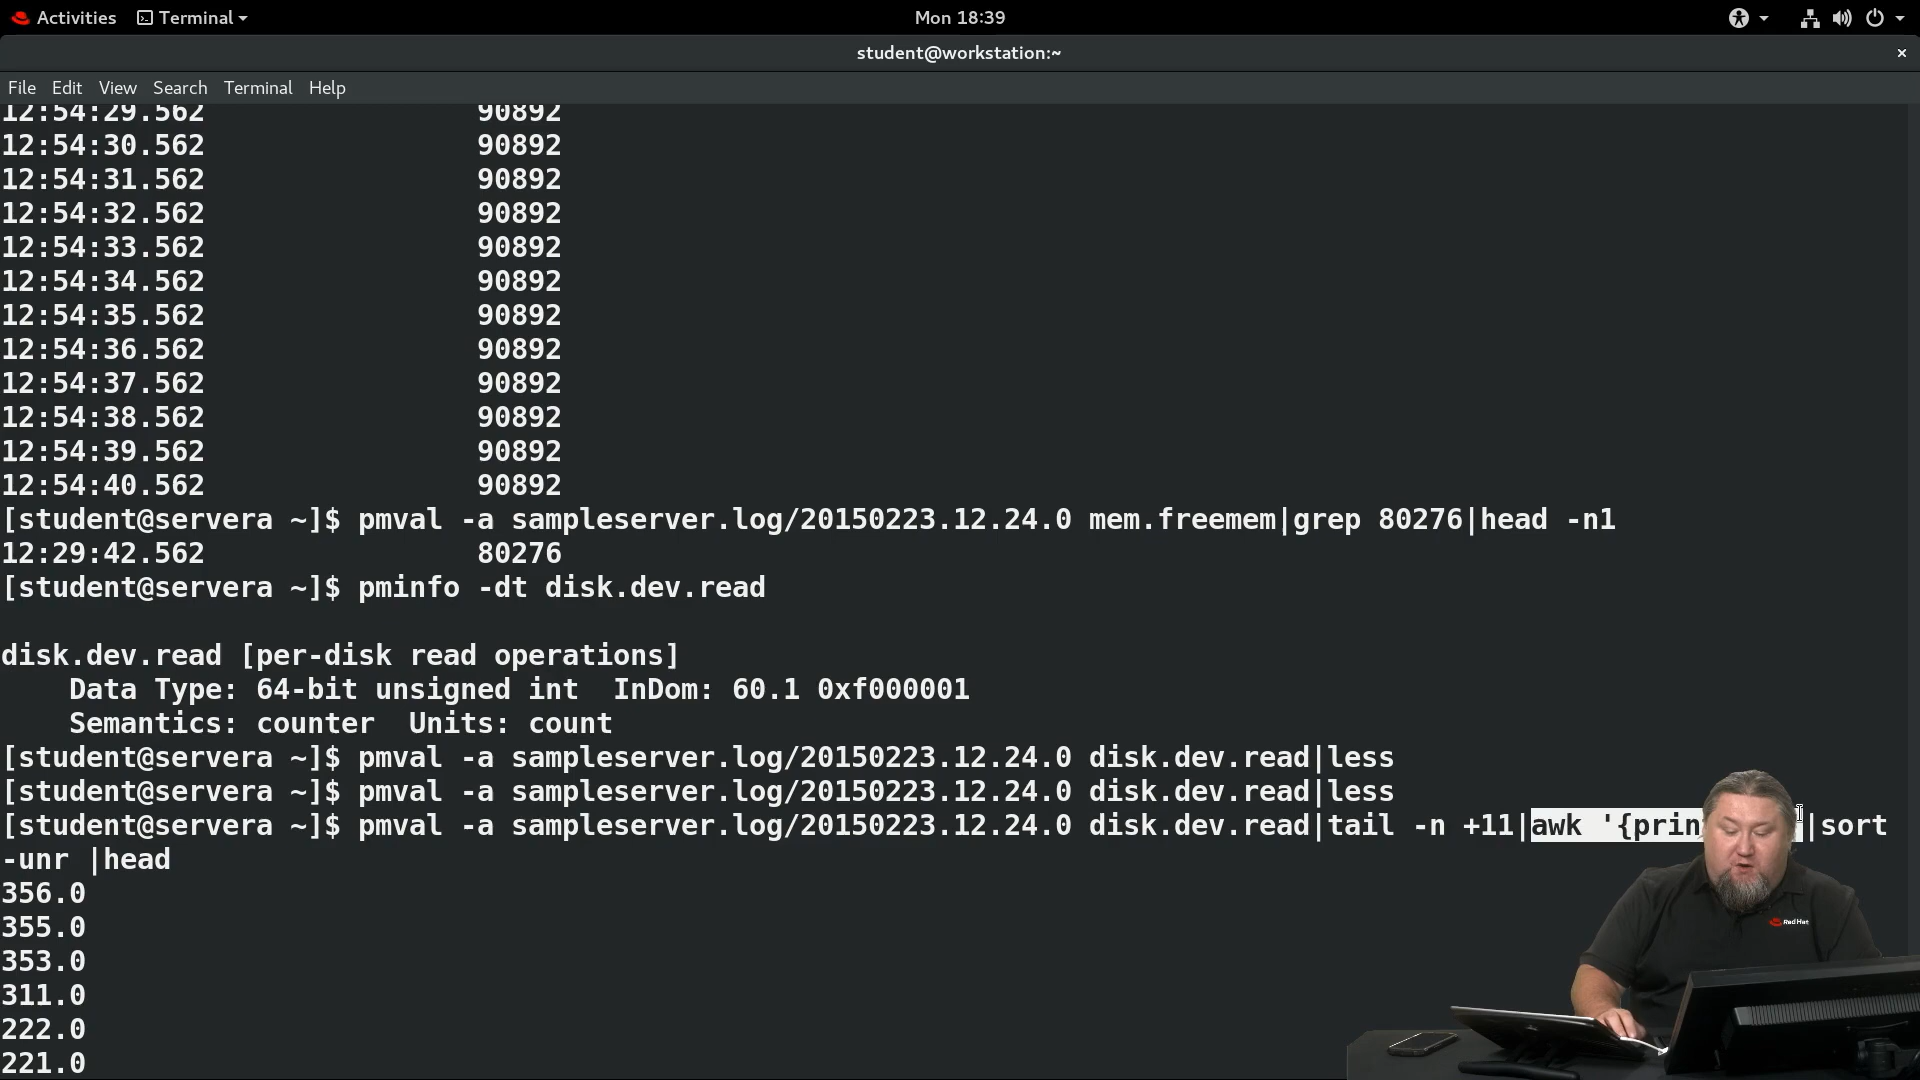 Activities Terminal Mon 18:39
student@workstation:~ ×
File Edit View Search Terminal Help
12:54:29.562 90892
12:54:30.562 90892
12:54:31.562 90892
12:54:32.562 90892
12:54:33.562 90892
12:54:34.562 90892
12:54:35.562 90892
12:54:36.562 90892
12:54:37.562 90892
12:54:38.562 90892
12:54:39.562 90892
12:54:40.562 90892
[student@servera ~]$ pmval -a sampleserver.log/20150223.12.24.0 mem.freemem|grep 80276|head -n1
12:29:42.562 80276
[student@servera ~]$ pminfo -dt disk.dev.read
disk.dev.read [per-disk read operations]
Data Type: 64-bit unsigned int InDom: 60.1 0xf000001
Semantics: counter Units: count
[student@servera ~]$ pmval -a sampleserver.log/20150223.12.24.0 disk.dev.read|less
[student@servera ~]$ pmval -a sampleserver.log/20150223.12.24.0 disk.dev.read|less
[student@servera ~]$ pmval -a sampleserver.log/20150223.12.24.0 disk.dev.read|tail -n +11|awk '{prin |sort
-unr |head
356.0
355.0
353.0
311.0
222.0
221.0
Red Hat